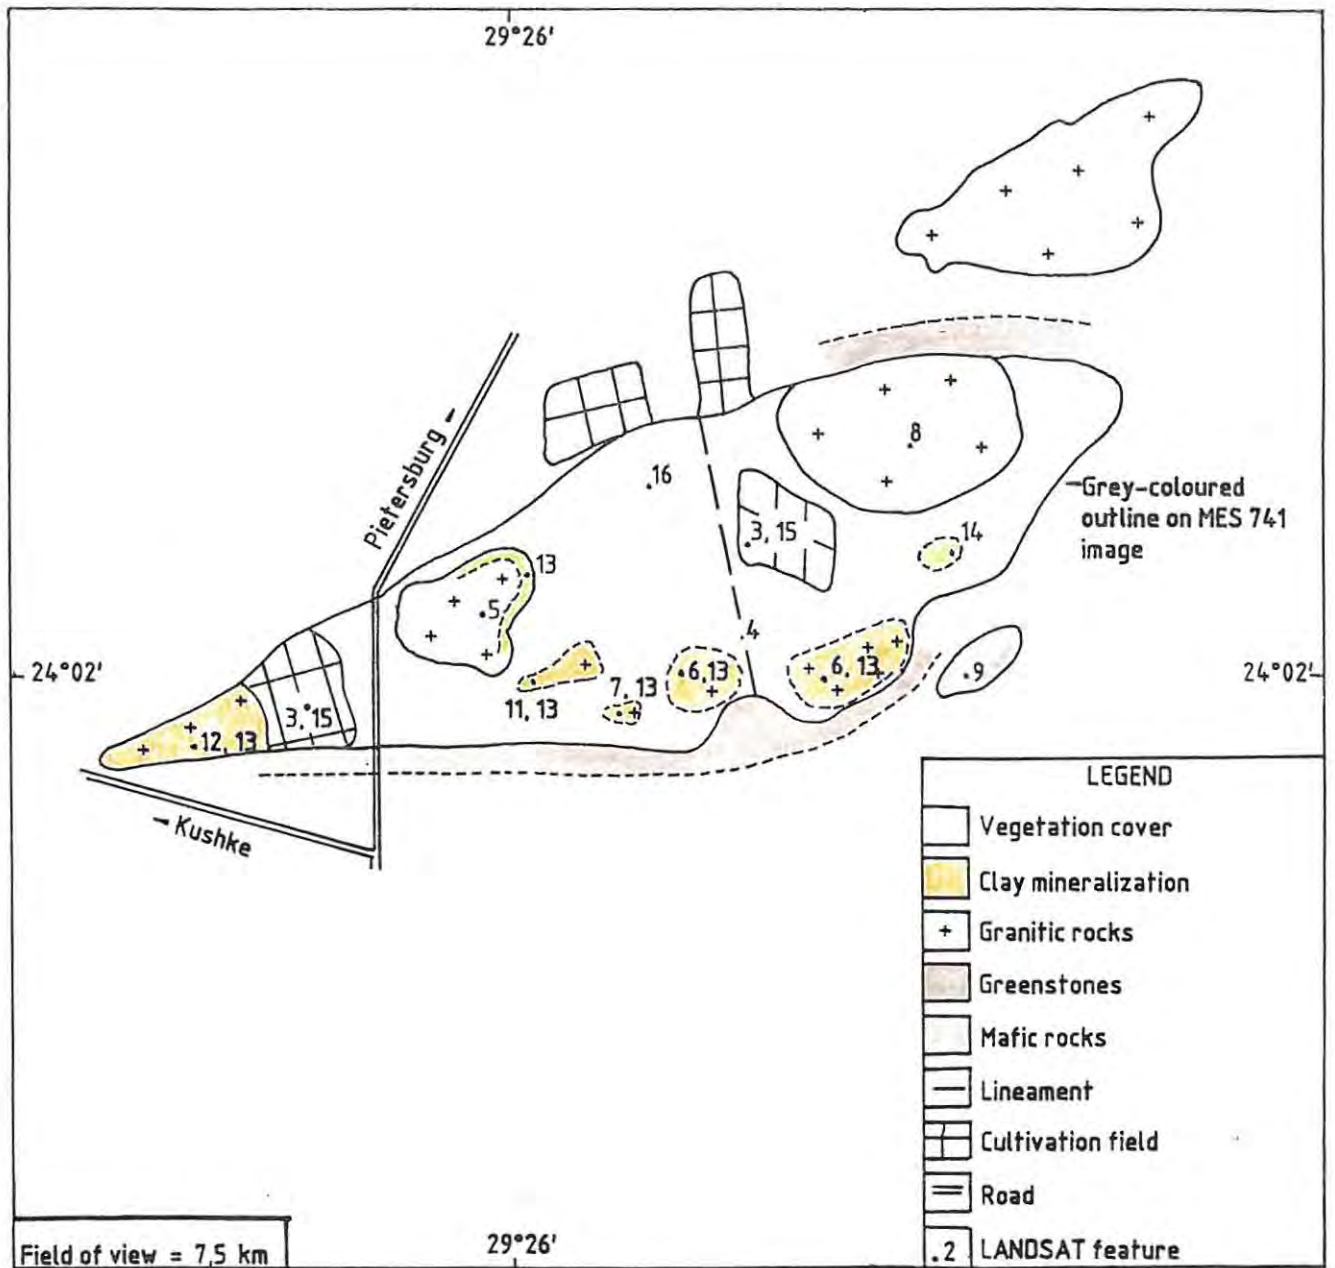 29°26'
Pietersburg
16
8
3, 15
14
Grey-coloured
outline on MES 741
image
13
5
4
24°02'
6, 13
6, 13
9
24°02'
7, 13
11, 13
3, 15
12, 13
Kushke
LEGEND
Vegetation cover
Clay mineralization
Granitic rocks
Greenstones
Mafic rocks
Lineament
Cultivation field
Road
.2 LANDSAT feature
29°26'
Field of view = 7,5 km